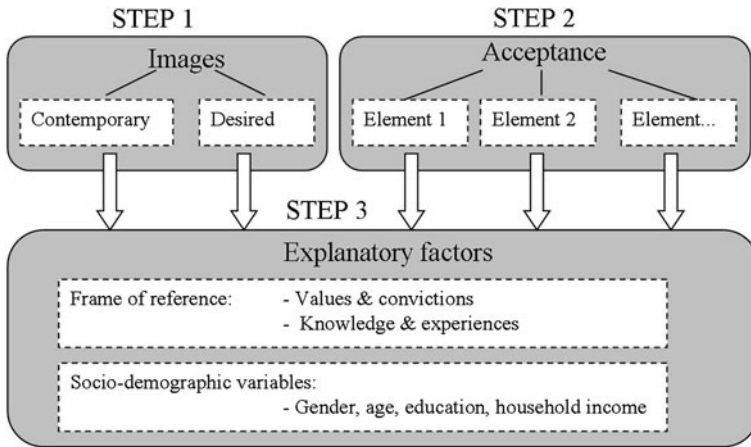 STEP 1
Images
Contemporary
Desired
STEP 2
Acceptance
Element 1
Element 2
Element...
STEP 3
Explanatory factors
Frame of reference: - Values & convictions
- Knowledge & experiences
Socio-demographic variables:
- Gender, age, education, household income